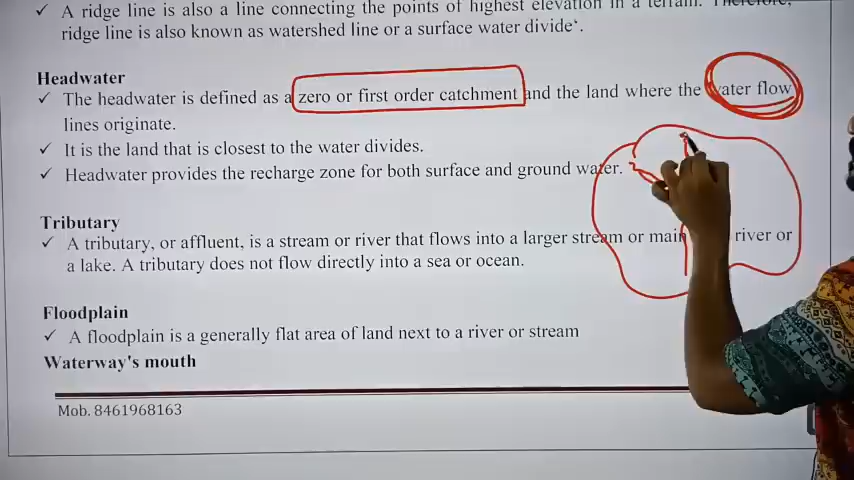 ✓ A ridge line is also a line connecting the points of highest elevation in a terrain. Therefore,
ridge line is also known as watershed line or a surface water divide‘.
Headwater
✓ The headwater is defined as a zero or first order catchment and the land where the water flow
lines originate.
✓ It is the land that is closest to the water divides.
✓ Headwater provides the recharge zone for both surface and ground water.
Tributary
✓ A tributary, or affluent, is a stream or river that flows into a larger stream or main river or
a lake. A tributary does not flow directly into a sea or ocean.
Floodplain
✓ A floodplain is a generally flat area of land next to a river or stream
Waterway's mouth
Mob. 8461968163